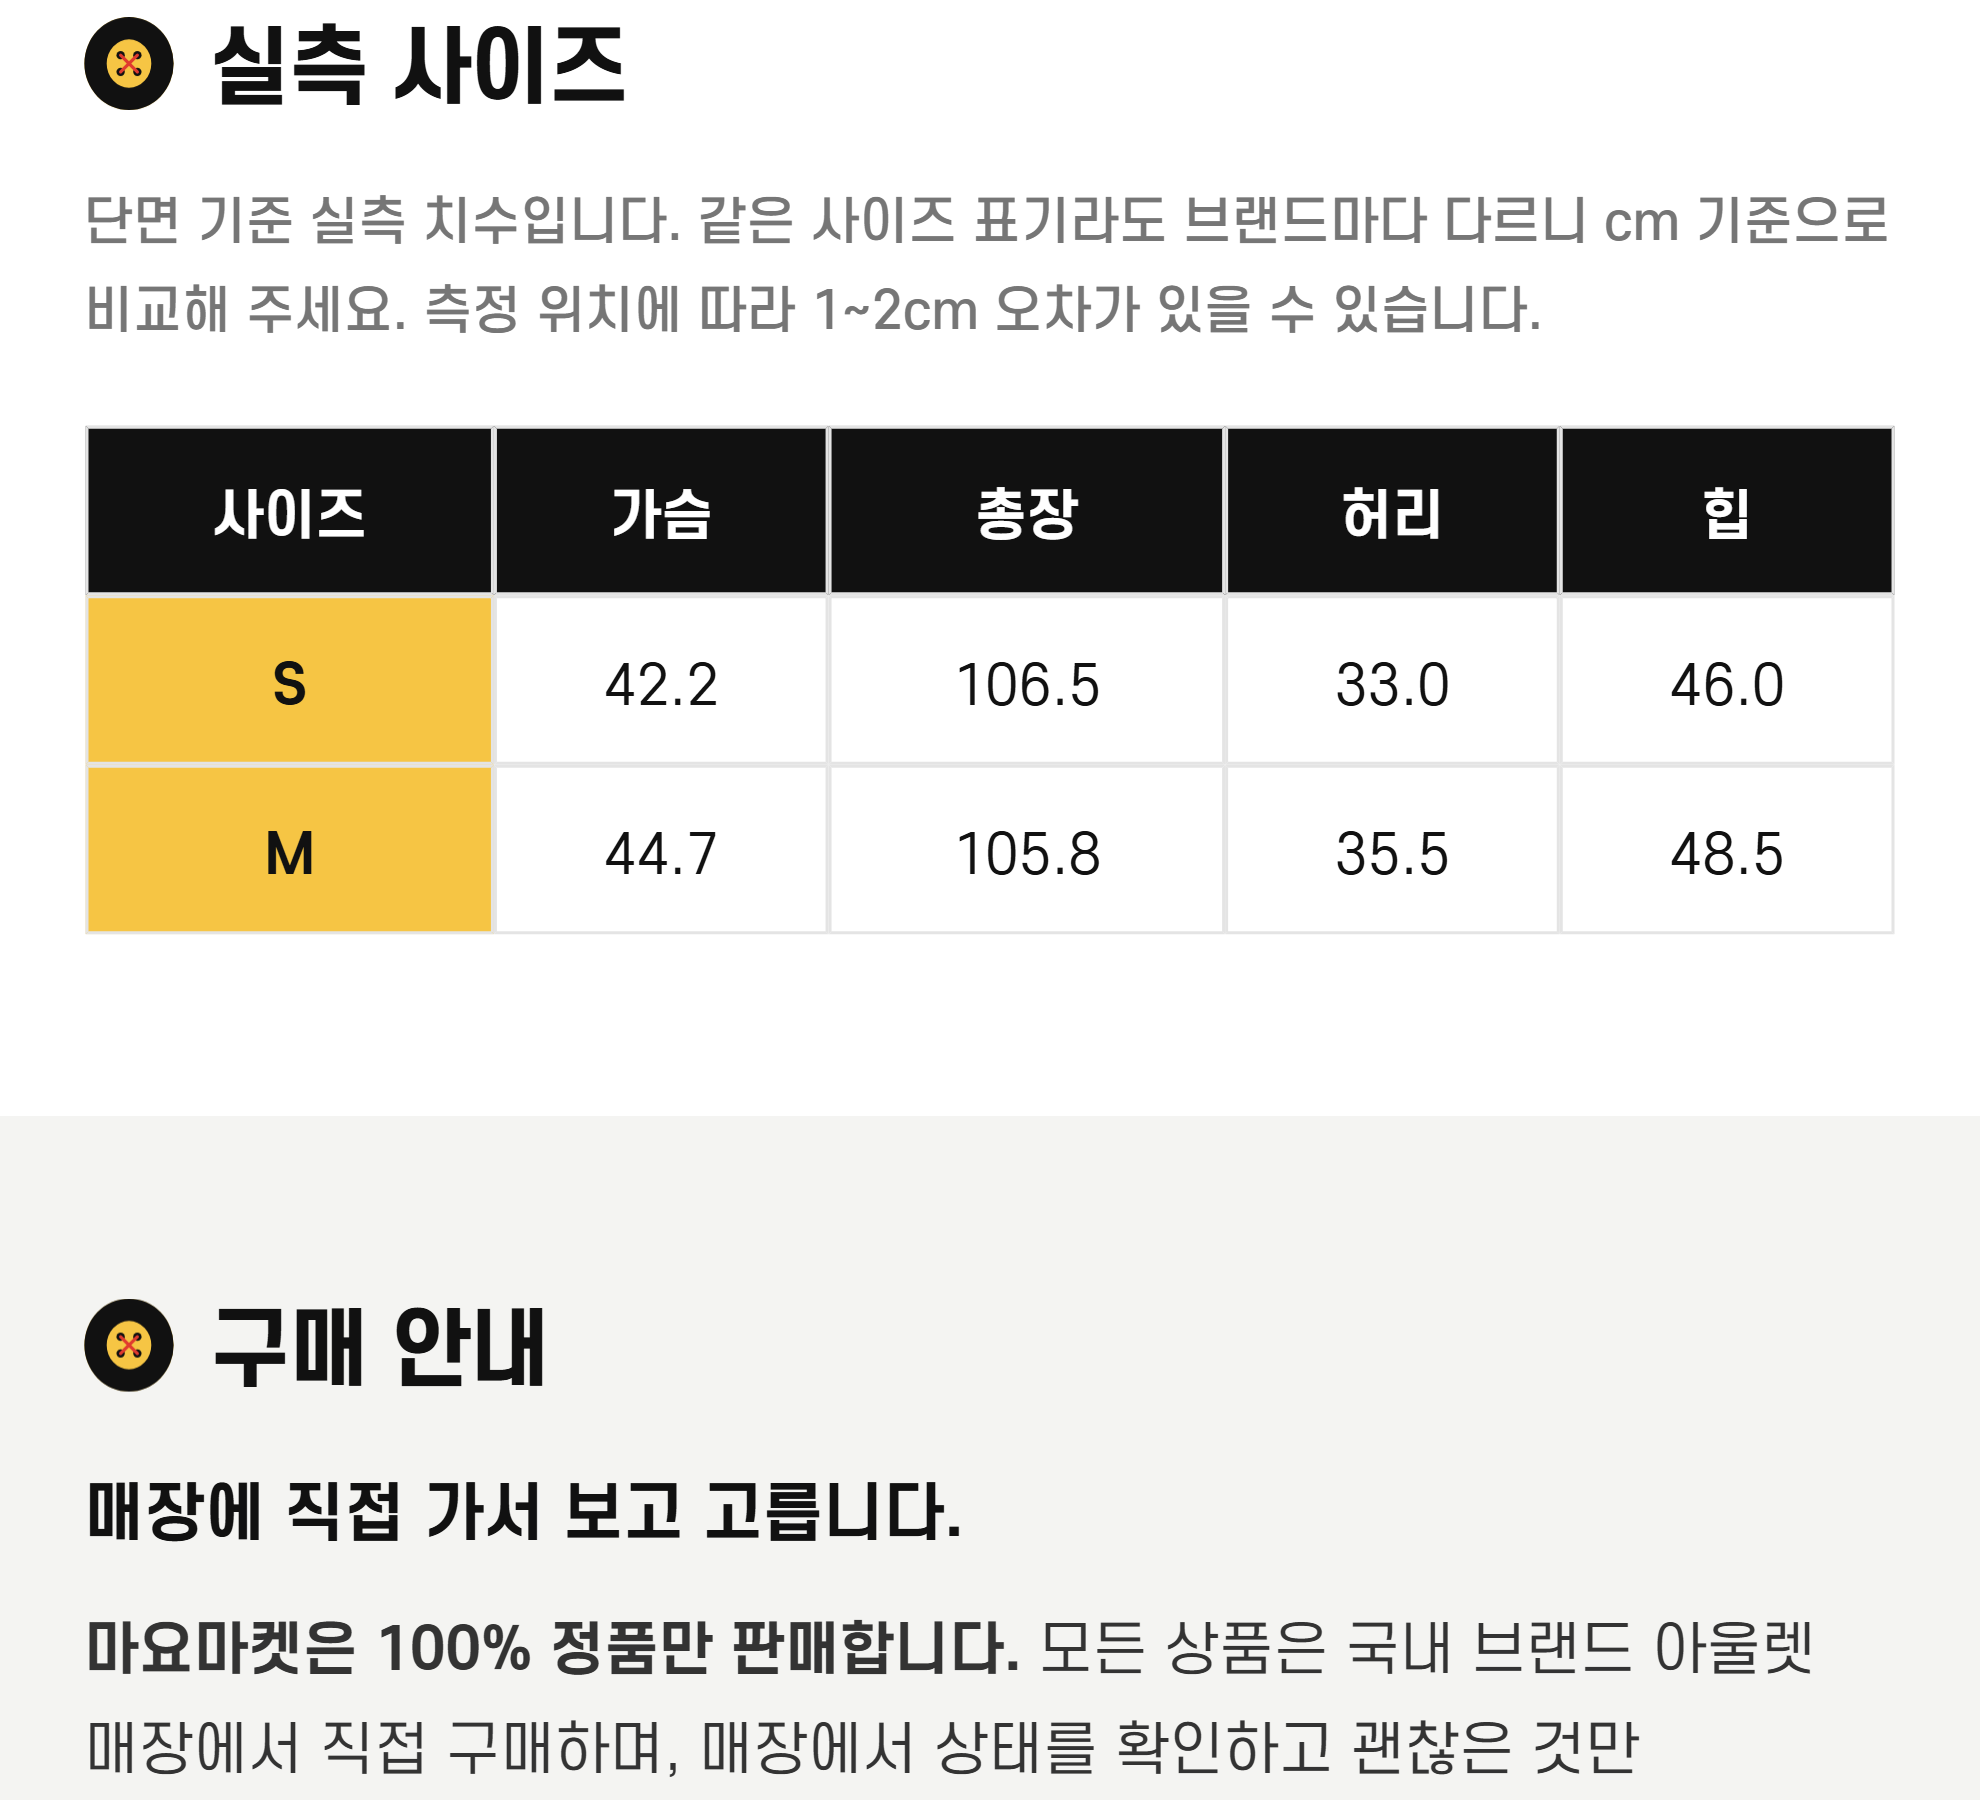 실측 사이즈
단면 기준 실측 치수입니다. 같은 사이즈 표기라도 브랜드마다 다르니 cm 기준으로
비교해 주세요. 측정 위치에 따라 1~2cm 오차가 있을 수 있습니다.
사이즈 가슴 총장 허리 힙
S 42.2 106.5 33.0 46.0
M 44.7 105.8 35.5 48.5
구매 안내
매장에 직접 가서 보고 고릅니다.
마요마켓은 100% 정품만 판매합니다. 모든 상품은 국내 브랜드 아울렛
매장에서 직접 구매하며, 매장에서 상태를 확인하고 괜찮은 것만